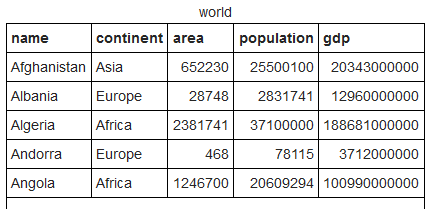 world
name continent area population gdp
Afghanistan Asia 652230 25500100 20343000000
Albania Europe 28748 2831741 12960000000
Algeria Africa 2381741 37100000 188681000000
Andorra Europe 468 78115 3712000000
Angola Africa 1246700 20609294 100990000000